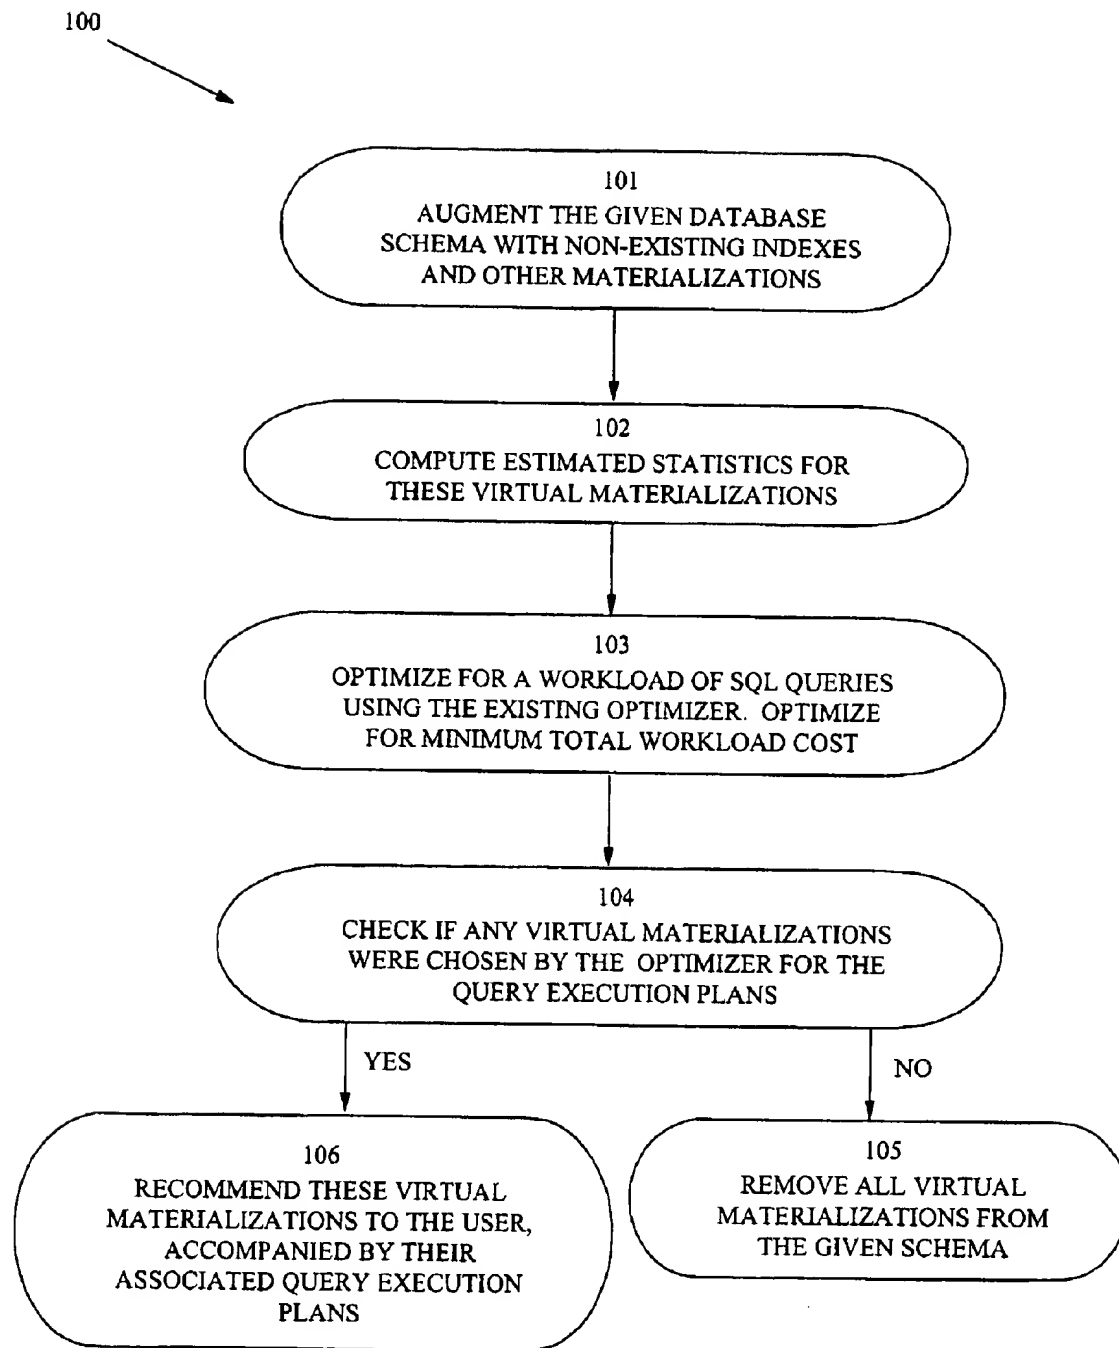 100
101
AUGMENT THE GIVEN DATABASE
SCHEMA WITH NON-EXISTING INDEXES
AND OTHER MATERIALIZATIONS
102
COMPUTE ESTIMATED STATISTICS FOR
THESE VIRTUAL MATERIALIZATIONS
103
OPTIMIZE FOR A WORKLOAD OF SQL QUERIES
USING THE EXISTING OPTIMIZER. OPTIMIZE
FOR MINIMUM TOTAL WORKLOAD COST
104
CHECK IF ANY VIRTUAL MATERIALIZATIONS
WERE CHOSEN BY THE OPTIMIZER FOR THE
QUERY EXECUTION PLANS
YES
NO
106
RECOMMEND THESE VIRTUAL
MATERIALIZATIONS TO THE USER,
ACCOMPANIED BY THEIR
ASSOCIATED QUERY EXECUTION
PLANS
105
REMOVE ALL VIRTUAL
MATERIALIZATIONS FROM
THE GIVEN SCHEMA